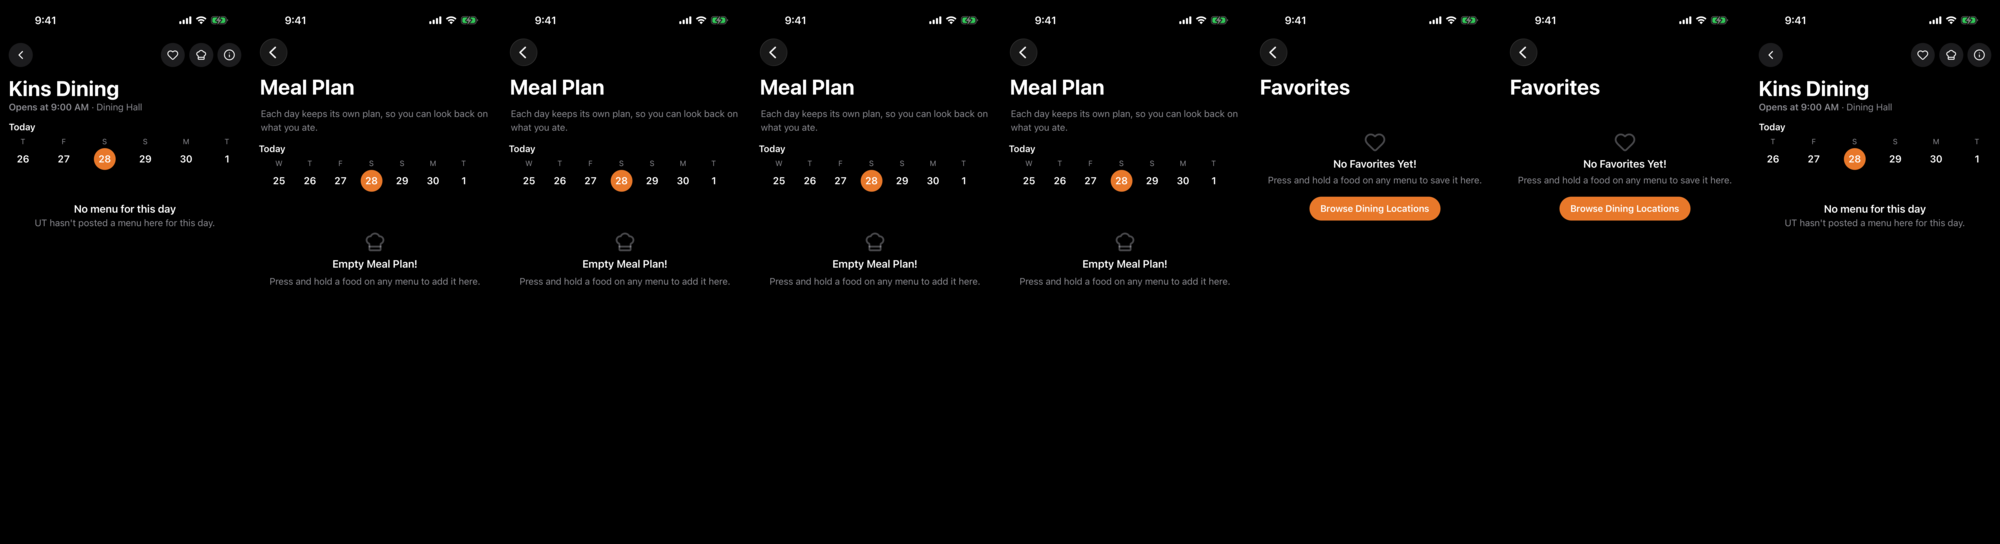 9:41
Kins Dining
Opens at 9:00 AM · Dining Hall
Today
T F S S M T
26 27 28 29 30 1
No menu for this day
UT hasn't posted a menu here for this day.
9:41
Meal Plan
Each day keeps its own plan, so you can look back on
what you ate.
Today
W T F S S M T
25 26 27 28 29 30 1
Empty Meal Plan!
Press and hold a food on any menu to add it here.
9:41
Meal Plan
Each day keeps its own plan, so you can look back on
what you ate.
Today
W T F S S M T
25 26 27 28 29 30 1
Empty Meal Plan!
Press and hold a food on any menu to add it here.
9:41
Meal Plan
Each day keeps its own plan, so you can look back on
what you ate.
Today
W T F S S M T
25 26 27 28 29 30 1
Empty Meal Plan!
Press and hold a food on any menu to add it here.
9:41
Meal Plan
Each day keeps its own plan, so you can look back on
what you ate.
Today
W T F S S M T
25 26 27 28 29 30 1
Empty Meal Plan!
Press and hold a food on any menu to add it here.
9:41
Favorites
No Favorites Yet!
Press and hold a food on any menu to save it here.
Browse Dining Locations
9:41
Favorites
No Favorites Yet!
Press and hold a food on any menu to save it here.
Browse Dining Locations
9:41
Kins Dining
Opens at 9:00 AM · Dining Hall
Today
T F S S M T
26 27 28 29 30 1
No menu for this day
UT hasn't posted a menu here for this day.